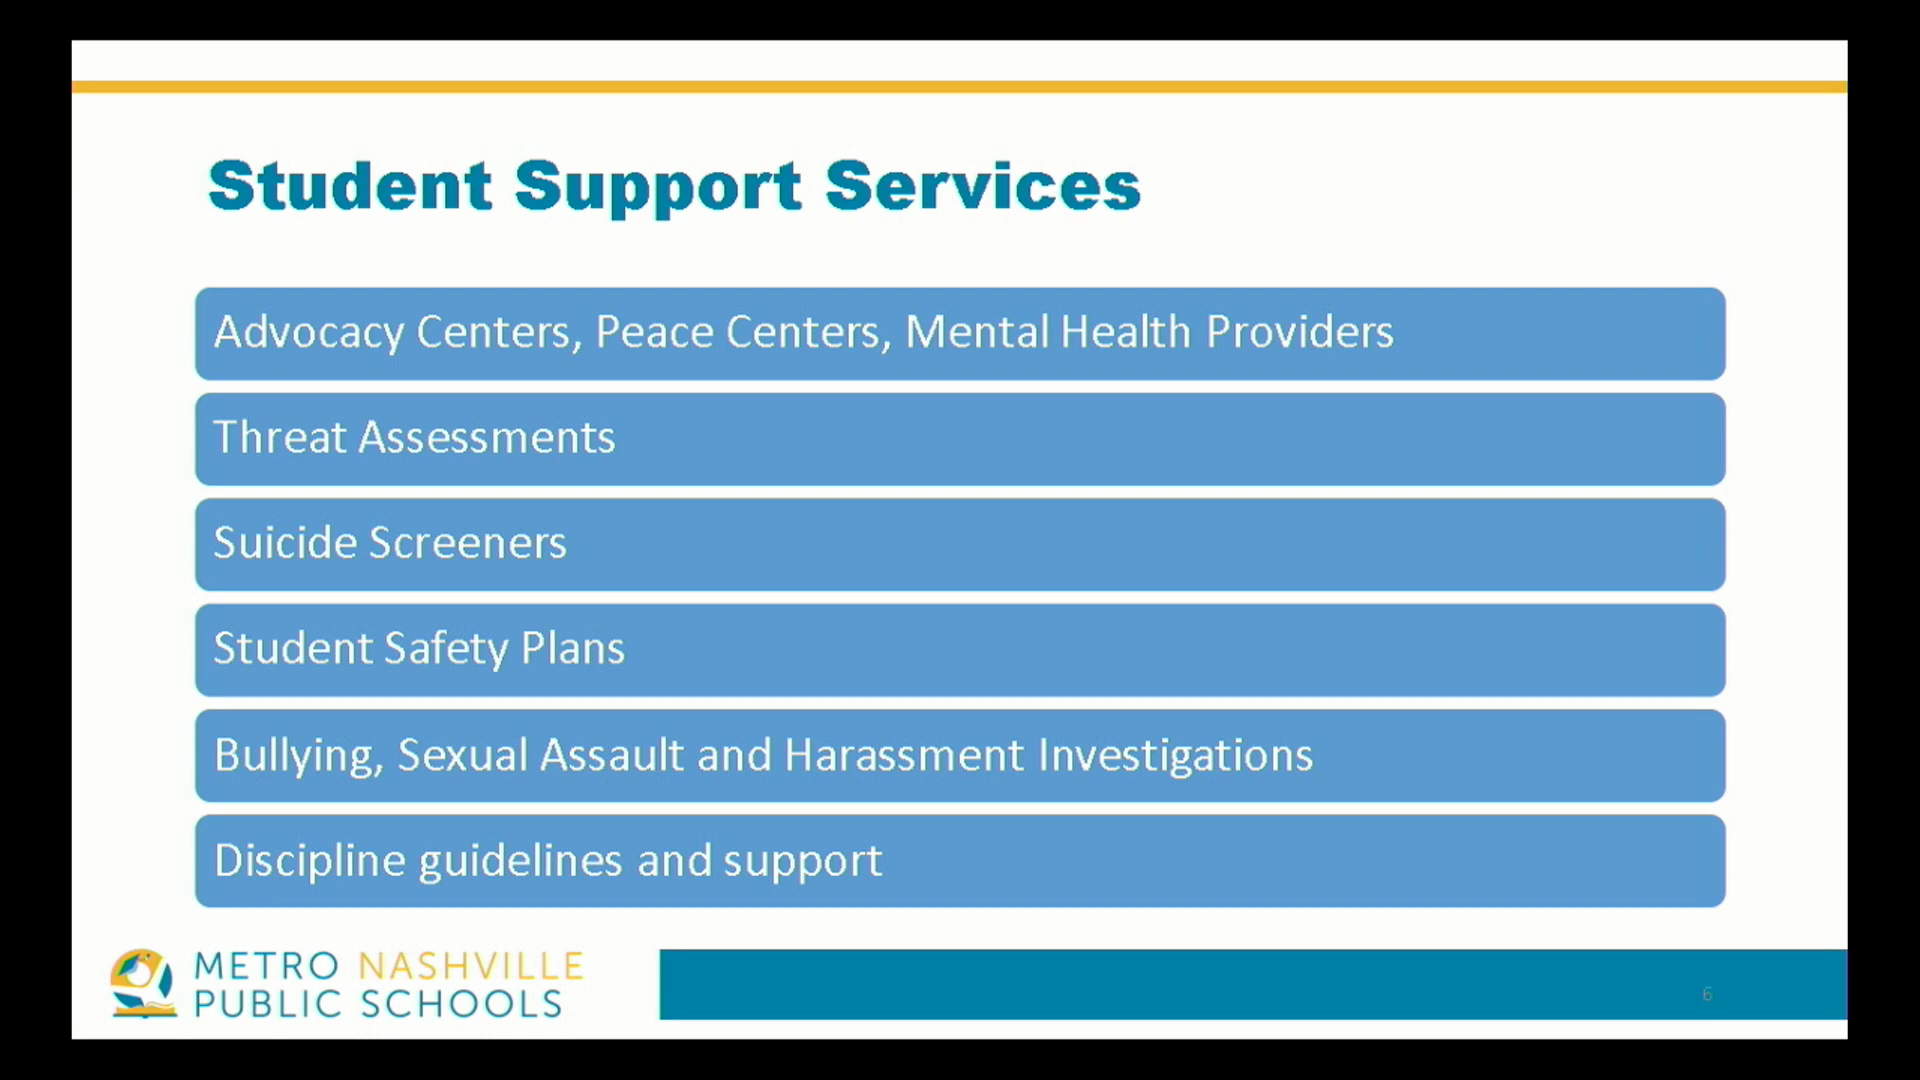 Student Support Services
Advocacy Centers, Peace Centers, Mental Health Providers
Threat Assessments
Suicide Screeners
Student Safety Plans
Bullying, Sexual Assault and Harassment Investigations
Discipline guidelines and support
METRO NASHVILLE
PUBLIC SCHOOLS
6